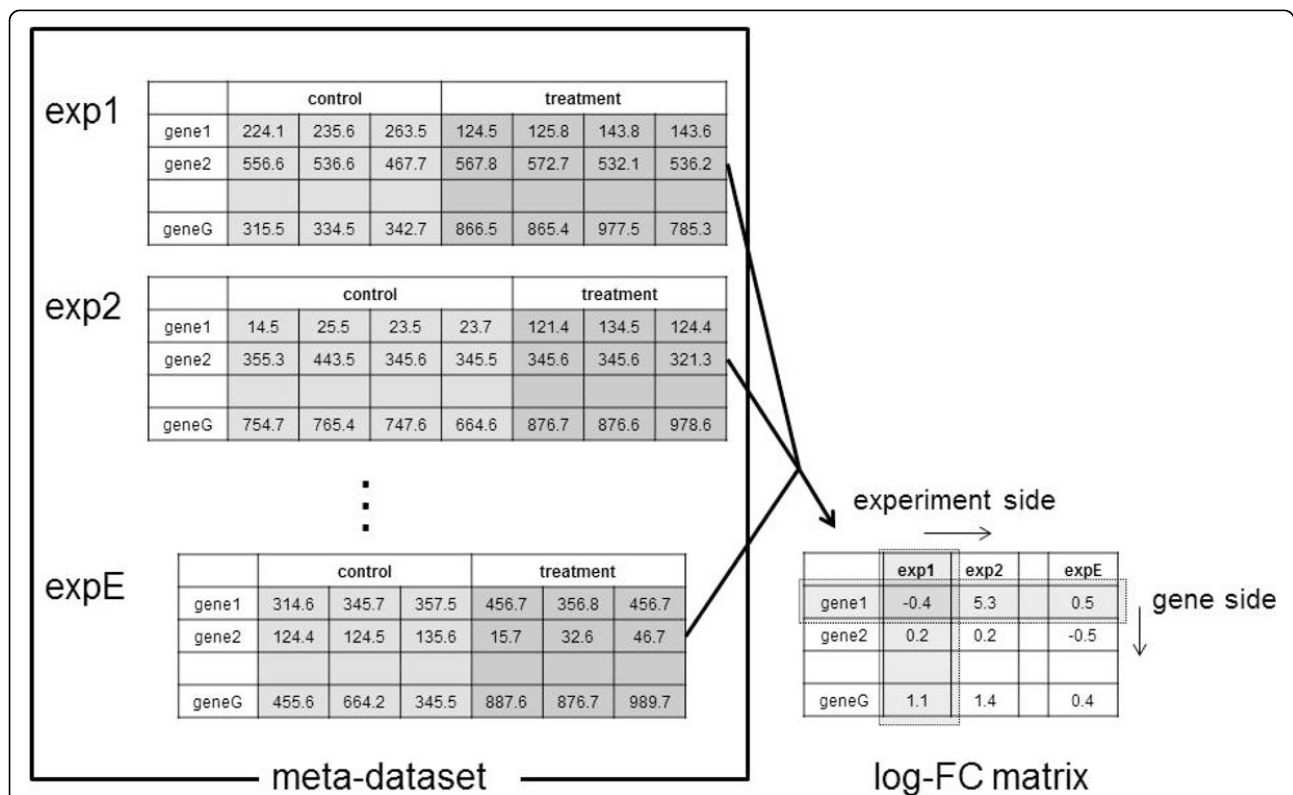 exp1
control treatment
gene1 224.1 235.6 263.5 124.5 125.8 143.8 143.6
gene2 556.6 536.6 467.7 567.8 572.7 532.1 536.2
geneG 315.5 334.5 342.7 866.5 865.4 977.5 785.3
exp2
control treatment
gene1 14.5 25.5 23.5 23.7 121.4 134.5 124.4
gene2 355.3 443.5 345.6 345.5 345.6 345.6 321.3
geneG 754.7 765.4 747.6 664.6 876.7 876.6 978.6
⋮
expE
control treatment
gene1 314.6 345.7 357.5 456.7 356.8 456.7
gene2 124.4 124.5 135.6 15.7 32.6 46.7
geneG 455.6 664.2 345.5 887.6 876.7 989.7
meta-dataset
experiment side
exp1 exp2 expE
gene1 -0.4 5.3 0.5
gene2 0.2 0.2 -0.5
geneG 1.1 1.4 0.4
gene side
log-FC matrix